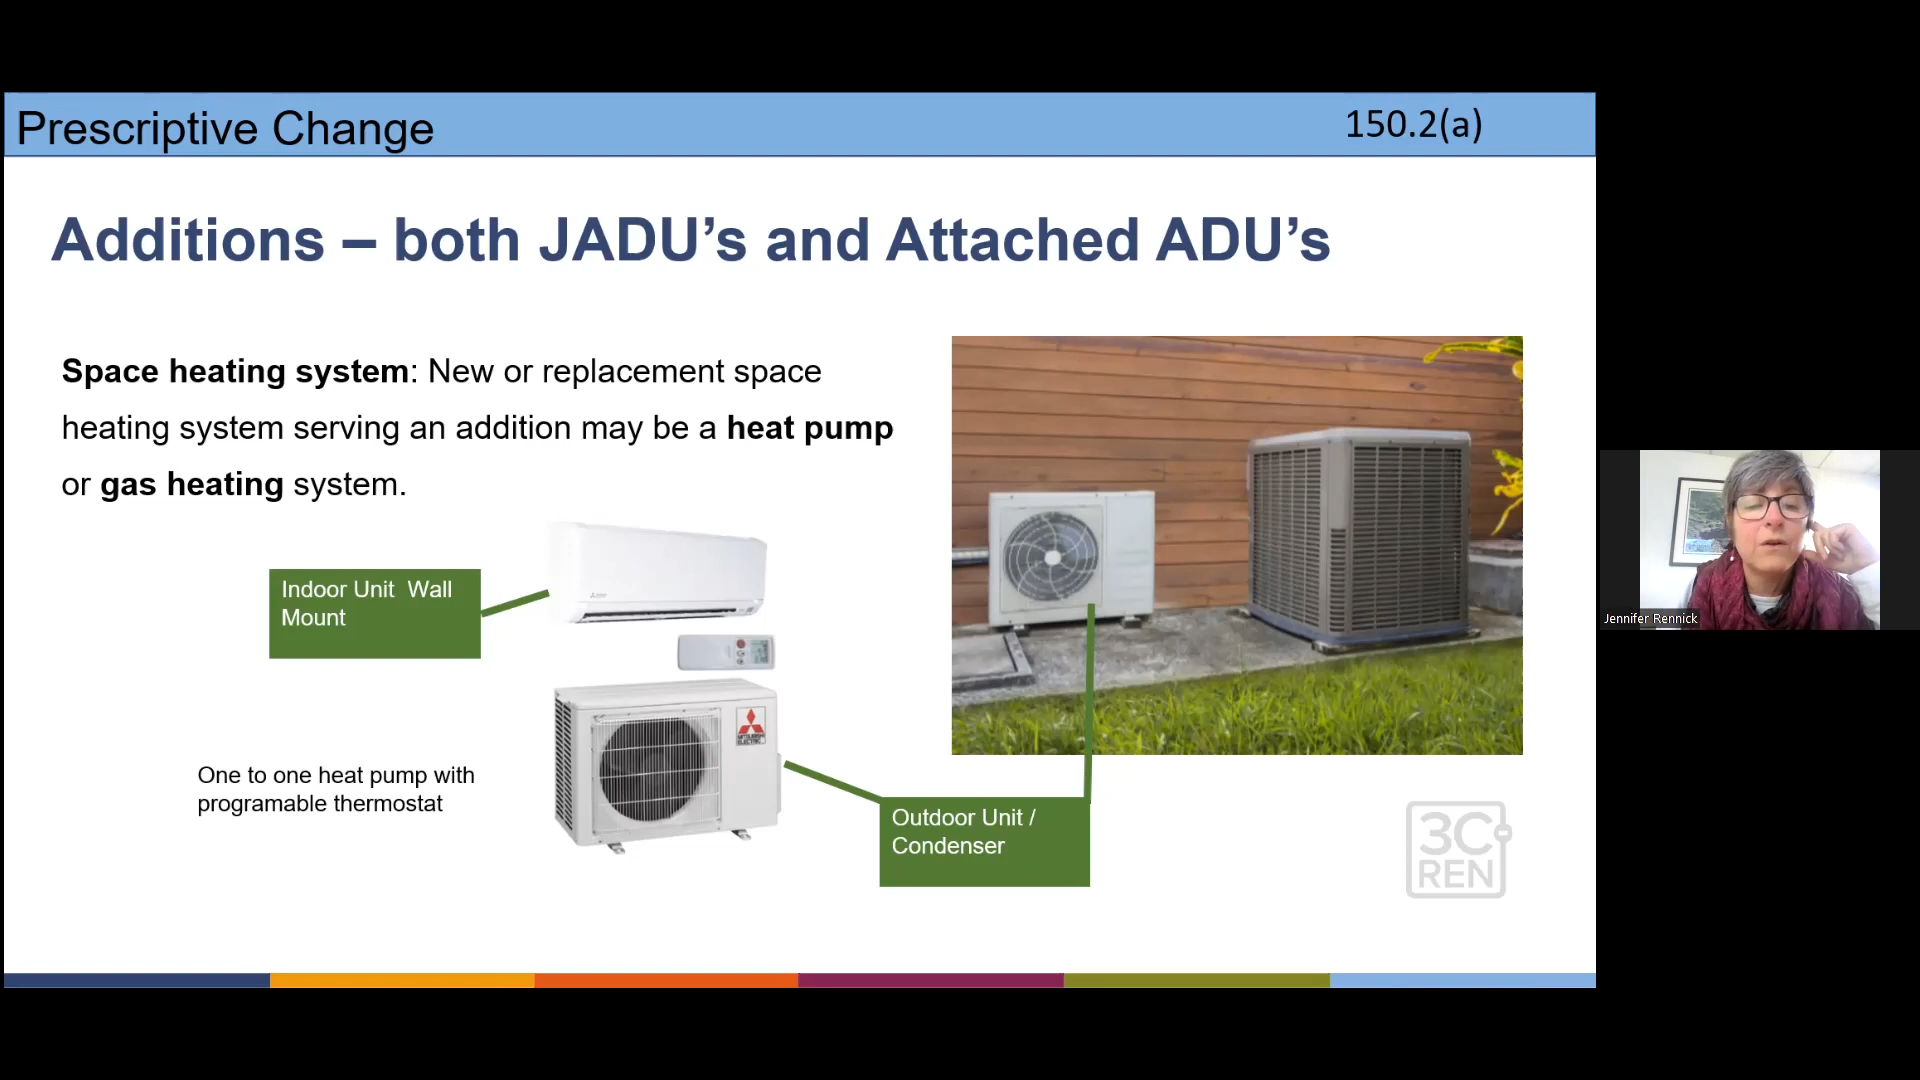 Prescriptive Change
150.2(a)
Additions – both JADU’s and Attached ADU’s
Space heating system: New or replacement space
heating system serving an addition may be a heat pump
or gas heating system.
Indoor Unit  Wall
Mount
One to one heat pump with
programable thermostat
MITSUBISHI
ELECTRIC
Outdoor Unit /
Condenser
3C-
REN
Jennifer Rennick